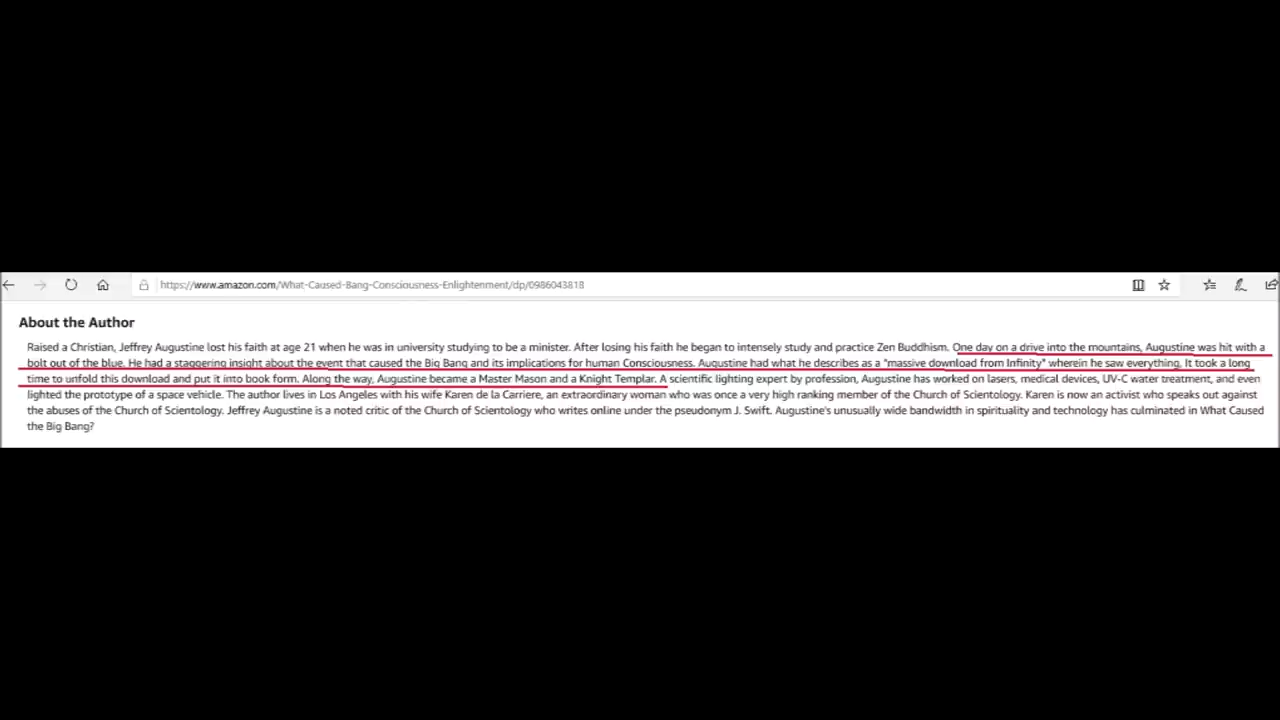 https://www.amazon.com/What-Caused-Bang-Consciousness-Enlightenment/dp/0986043818
About the Author
Raised a Christian, Jeffrey Augustine lost his faith at age 21 when he was in university studying to be a minister. After losing his faith he began to intensely study and practice Zen Buddhism. One day on a drive into the mountains, Augustine was hit with a
bolt out of the blue. He had a staggering insight about the event that caused the Big Bang and its implications for human Consciousness. Augustine had what he describes as a "massive download from Infinity" wherein he saw everything, It took a long
time to unfold this download and put it into book form. Along the way, Augustine became a Master Mason and a Knight Templar. A scientific lighting expert by profession, Augustine has worked on lasers, medical devices, UV-C water treatment, and even
lighted the prototype of a space vehicle. The author lives in Los Angeles with his wife Karen de la Carriere, an extraordinary woman who was once a very high ranking member of the Church of Scientology. Karen is now an activist who speaks out against
the abuses of the Church of Scientology. Jeffrey Augustine is a noted critic of the Church of Scientology who writes online under the pseudonym J. Swift. Augustine's unusually wide bandwidth in spirituality and technology has culminated in What Caused
the Big Bang?